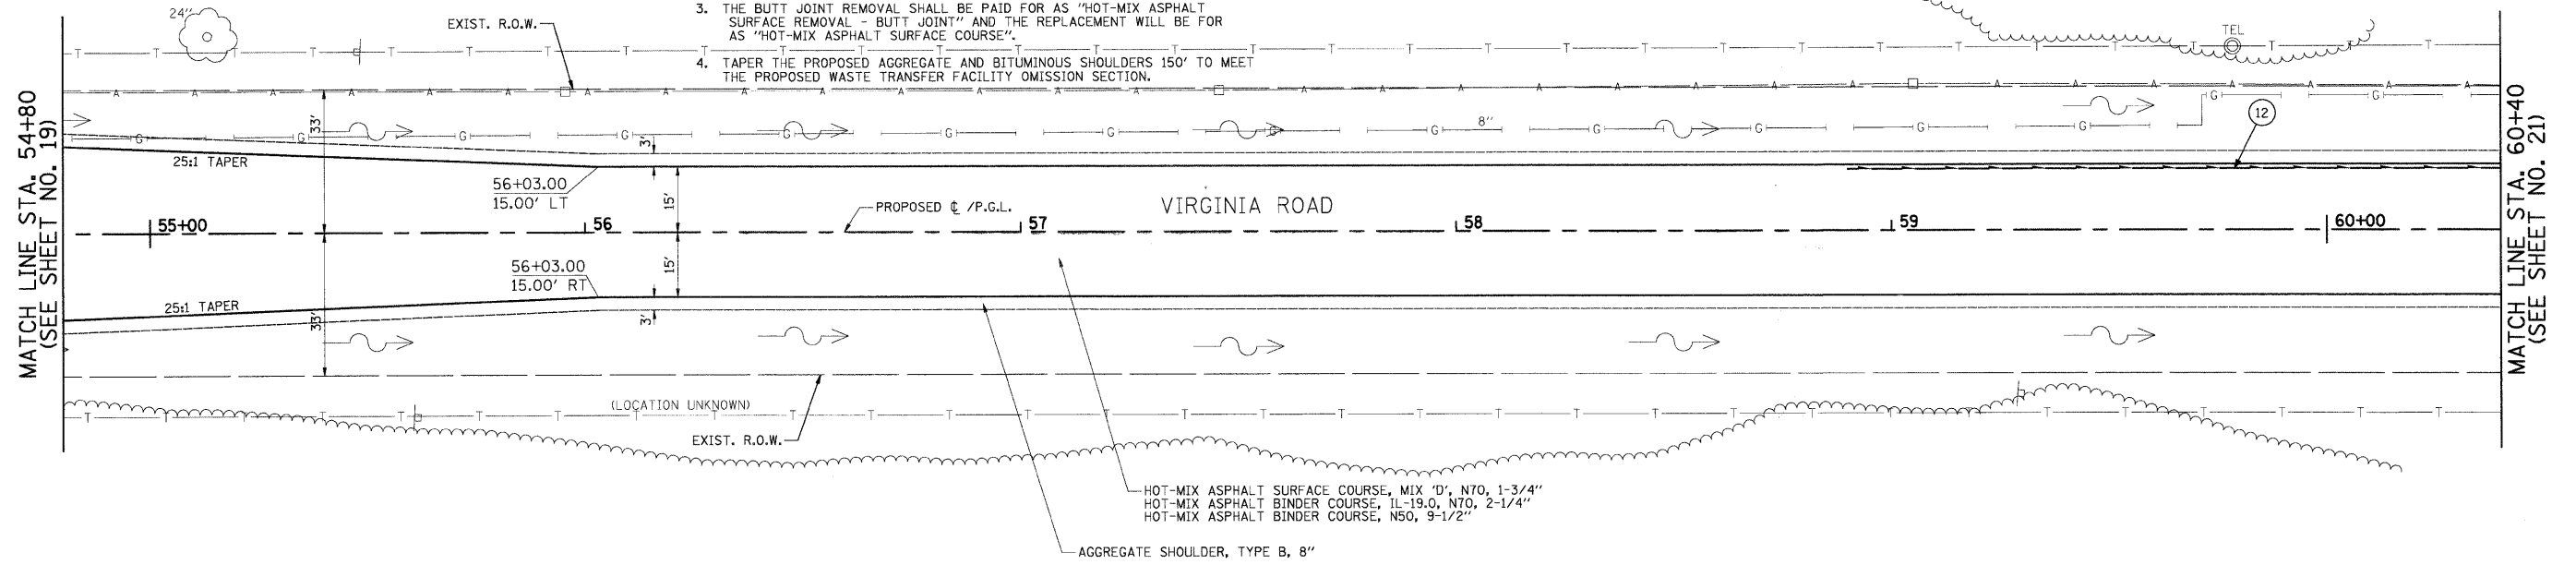 3. THE BUTT JOINT REMOVAL SHALL BE PAID FOR AS "HOT-MIX ASPHALT
SURFACE REMOVAL - BUTT JOINT" AND THE REPLACEMENT WILL BE FOR
AS "HOT-MIX ASPHALT SURFACE COURSE".
4. TAPER THE PROPOSED AGGREGATE AND BITUMINOUS SHOULDERS 150' TO MEET
THE PROPOSED WASTE TRANSFER FACILITY OMISSION SECTION.
24"
EXIST. R.O.W.
TEL
MATCH LINE STA. 54+80
(SEE SHEET NO. 19)
33'
3'
8"
12
25:1 TAPER
56+03.00
15.00' LT
15'
PROPOSED ℄ /P.G.L.
VIRGINIA ROAD
55+00
56
57
58
59
60+00
56+03.00
15.00' RT
15'
25:1 TAPER
33'
3'
(LOCATION UNKNOWN)
EXIST. R.O.W.
HOT-MIX ASPHALT SURFACE COURSE, MIX 'D', N70, 1-3/4"
HOT-MIX ASPHALT BINDER COURSE, IL-19.0, N70, 2-1/4"
HOT-MIX ASPHALT BINDER COURSE, N50, 9-1/2"
AGGREGATE SHOULDER, TYPE B, 8"
MATCH LINE STA. 60+40
(SEE SHEET NO. 21)